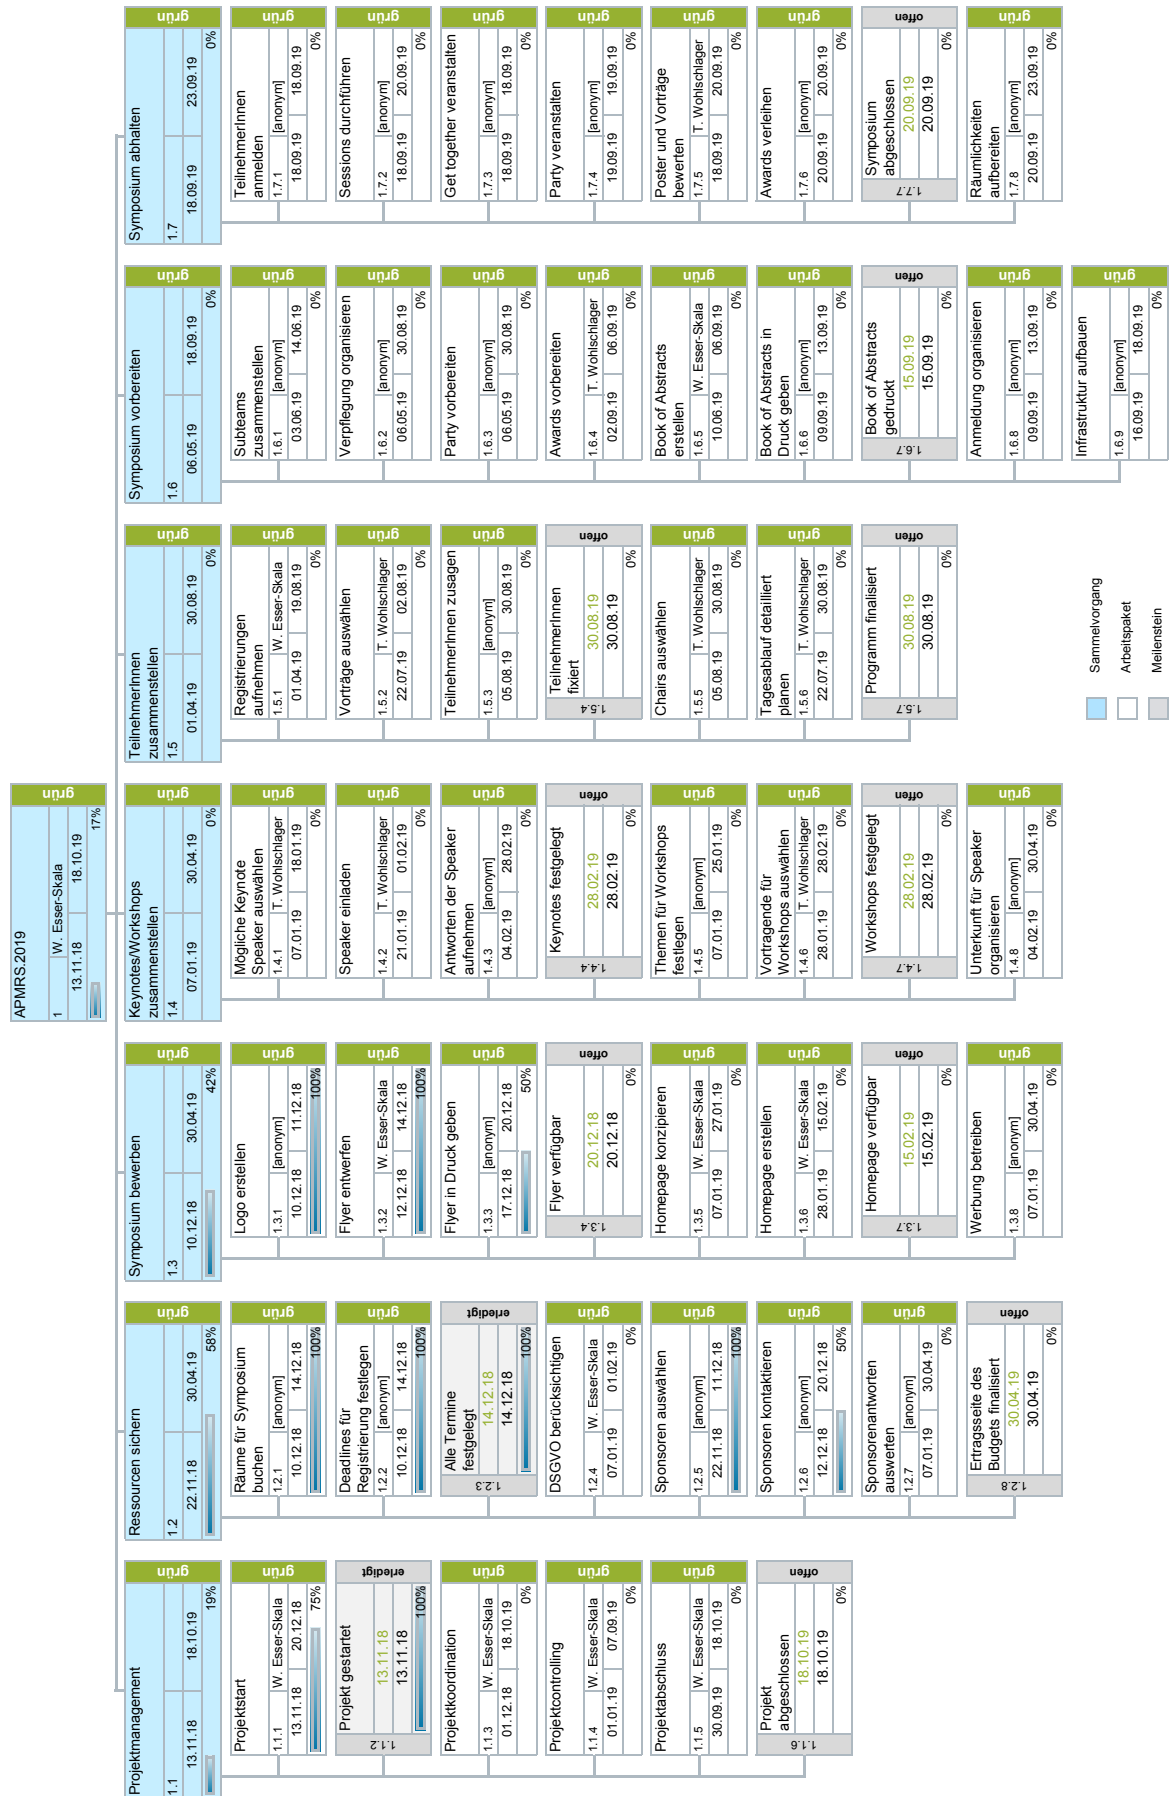 APMRS.2019
1 W. Esser-Skala
13.11.18 18.10.19
17%
grün
Projektmanagement
1.1
13.11.18 18.10.19
19%
grün
Projektstart
1.1.1 W. Esser-Skala
13.11.18 20.12.18
75%
grün
Projekt gestartet
1.1.2
13.11.18
13.11.18
100%
erledigt
Projektkoordination
1.1.3 W. Esser-Skala
01.12.18 18.10.19
0%
grün
Projektcontrolling
1.1.4 W. Esser-Skala
01.01.19 07.09.19
0%
grün
Projektabschluss
1.1.5 W. Esser-Skala
30.09.19 18.10.19
0%
grün
Projekt
abgeschlossen
1.1.6
18.10.19
18.10.19
0%
offen
Ressourcen sichern
1.2
22.11.18 30.04.19
58%
grün
Räume für Symposium
buchen
1.2.1 [anonym]
10.12.18 14.12.18
100%
grün
Deadlines für
Registrierung festlegen
1.2.2 [anonym]
10.12.18 14.12.18
100%
grün
Alle Termine
festgelegt
1.2.3
14.12.18
14.12.18
100%
erledigt
DSGVO berücksichtigen
1.2.4 W. Esser-Skala
07.01.19 01.02.19
0%
grün
Sponsoren auswählen
1.2.5 [anonym]
22.11.18 11.12.18
100%
grün
Sponsoren kontaktieren
1.2.6 [anonym]
12.12.18 20.12.18
50%
grün
Sponsorenantworten
auswerten
1.2.7 [anonym]
07.01.19 30.04.19
0%
grün
Ertragsseite des
Budgets finalisiert
1.2.8
30.04.19
30.04.19
0%
offen
Symposium bewerben
1.3
10.12.18 30.04.19
42%
grün
Logo erstellen
1.3.1 [anonym]
10.12.18 11.12.18
100%
grün
Flyer entwerfen
1.3.2 W. Esser-Skala
12.12.18 14.12.18
100%
grün
Flyer in Druck geben
1.3.3 [anonym]
17.12.18 20.12.18
50%
grün
Flyer verfügbar
1.3.4
20.12.18
20.12.18
0%
offen
Homepage konzipieren
1.3.5 W. Esser-Skala
07.01.19 27.01.19
0%
grün
Homepage erstellen
1.3.6 W. Esser-Skala
28.01.19 15.02.19
0%
grün
Homepage verfügbar
1.3.7
15.02.19
15.02.19
0%
offen
Werbung betreiben
1.3.8 [anonym]
07.01.19 30.04.19
0%
grün
Keynotes/Workshops
zusammenstellen
1.4
07.01.19 30.04.19
0%
grün
Mögliche Keynote
Speaker auswählen
1.4.1 T. Wohlschlager
07.01.19 18.01.19
0%
grün
Speaker einladen
1.4.2 T. Wohlschlager
21.01.19 01.02.19
0%
grün
Antworten der Speaker
aufnehmen
1.4.3 [anonym]
04.02.19 28.02.19
0%
grün
Keynotes festgelegt
1.4.4
28.02.19
28.02.19
0%
offen
Themen für Workshops
festlegen
1.4.5 [anonym]
07.01.19 25.01.19
0%
grün
Vortragende für
Workshops auswählen
1.4.6 T. Wohlschlager
28.01.19 28.02.19
0%
grün
Workshops festgelegt
1.4.7
28.02.19
28.02.19
0%
offen
Unterkunft für Speaker
organisieren
1.4.8 [anonym]
04.02.19 30.04.19
0%
grün
TeilnehmerInnen
zusammenstellen
1.5
01.04.19 30.08.19
0%
grün
Registrierungen
aufnehmen
1.5.1 W. Esser-Skala
01.04.19 19.08.19
0%
grün
Vorträge auswählen
1.5.2 T. Wohlschlager
22.07.19 02.08.19
0%
grün
TeilnehmerInnen zusagen
1.5.3 [anonym]
05.08.19 30.08.19
0%
grün
TeilnehmerInnen
fixiert
1.5.4
30.08.19
30.08.19
0%
offen
Chairs auswählen
1.5.5 T. Wohlschlager
05.08.19 30.08.19
0%
grün
Tagesablauf detailliert
planen
1.5.6 T. Wohlschlager
22.07.19 30.08.19
0%
grün
Programm finalisiert
1.5.7
30.08.19
30.08.19
0%
offen
Symposium vorbereiten
1.6
06.05.19 18.09.19
0%
grün
Subteams
zusammenstellen
1.6.1 [anonym]
03.06.19 14.06.19
0%
grün
Verpflegung organisieren
1.6.2 [anonym]
06.05.19 30.08.19
0%
grün
Party vorbereiten
1.6.3 [anonym]
06.05.19 30.08.19
0%
grün
Awards vorbereiten
1.6.4 T. Wohlschlager
02.09.19 06.09.19
0%
grün
Book of Abstracts
erstellen
1.6.5 W. Esser-Skala
10.06.19 06.09.19
0%
grün
Book of Abstracts in
Druck geben
1.6.6 [anonym]
09.09.19 13.09.19
0%
grün
Book of Abstracts
gedruckt
1.6.7
15.09.19
15.09.19
0%
offen
Anmeldung organisieren
1.6.8 [anonym]
09.09.19 13.09.19
0%
grün
Infrastruktur aufbauen
1.6.9 [anonym]
16.09.19 18.09.19
0%
grün
Symposium abhalten
1.7
18.09.19 23.09.19
0%
grün
TeilnehmerInnen
anmelden
1.7.1 [anonym]
18.09.19 18.09.19
0%
grün
Sessions durchführen
1.7.2 [anonym]
18.09.19 20.09.19
0%
grün
Get together veranstalten
1.7.3 [anonym]
18.09.19 18.09.19
0%
grün
Party veranstalten
1.7.4 [anonym]
19.09.19 19.09.19
0%
grün
Poster und Vorträge
bewerten
1.7.5 T. Wohlschlager
18.09.19 20.09.19
0%
grün
Awards verleihen
1.7.6 [anonym]
20.09.19 20.09.19
0%
grün
Symposium
abgeschlossen
1.7.7
20.09.19
20.09.19
0%
offen
Räumlichkeiten
aufbereiten
1.7.8 [anonym]
20.09.19 23.09.19
0%
grün
Sammelvorgang
Arbeitspaket
Meilenstein